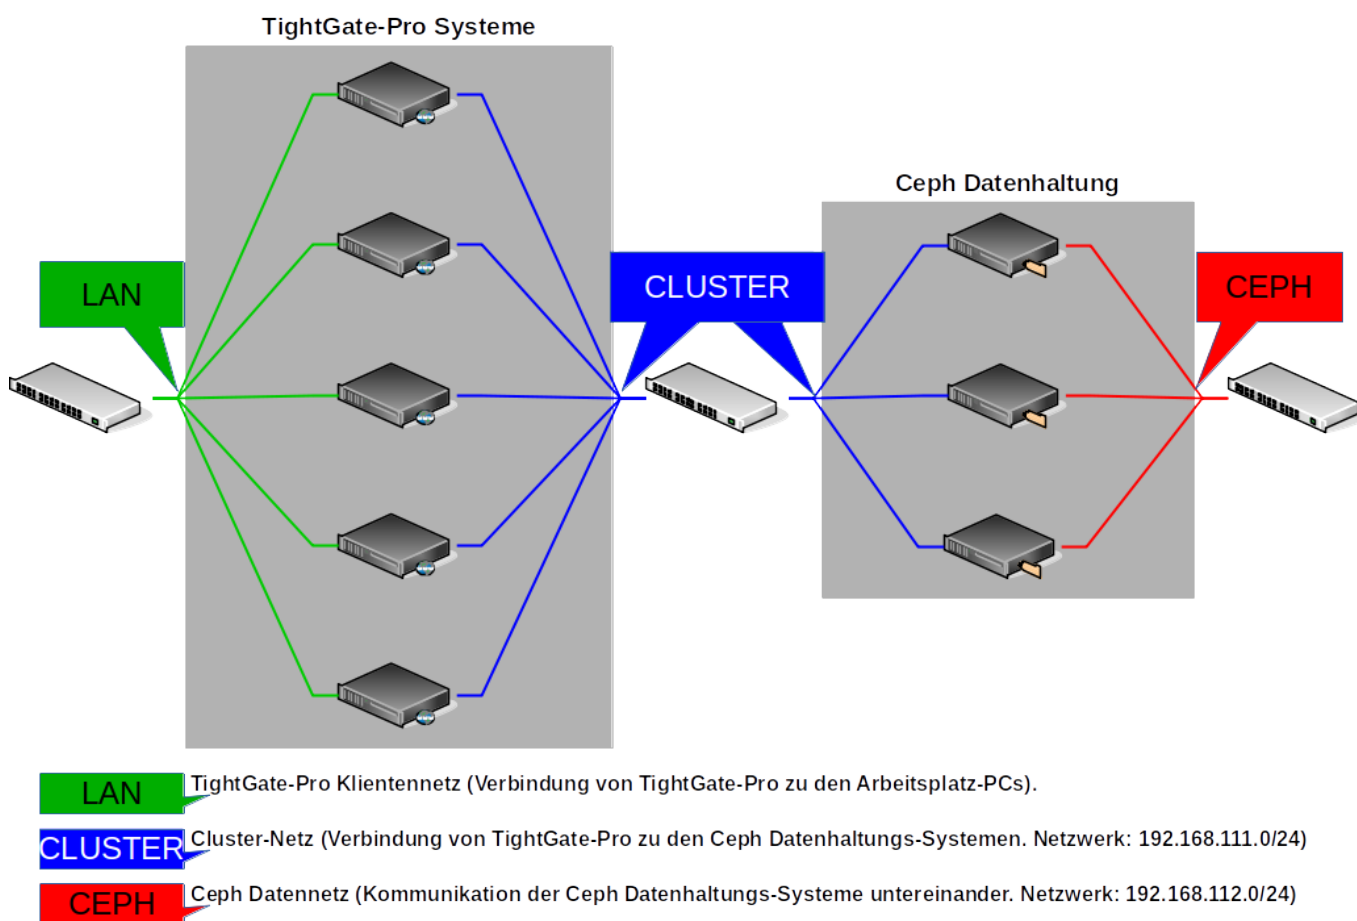 TightGate-Pro Systeme
Ceph Datenhaltung
LAN
CLUSTER
CEPH
LAN
TightGate-Pro Klientennetz (Verbindung von TightGate-Pro zu den Arbeitsplatz-PCs).
CLUSTER
Cluster-Netz (Verbindung von TightGate-Pro zu den Ceph Datenhaltungs-Systemen. Netzwerk: 192.168.111.0/24)
CEPH
Ceph Datennetz (Kommunikation der Ceph Datenhaltungs-Systeme untereinander. Netzwerk: 192.168.112.0/24)